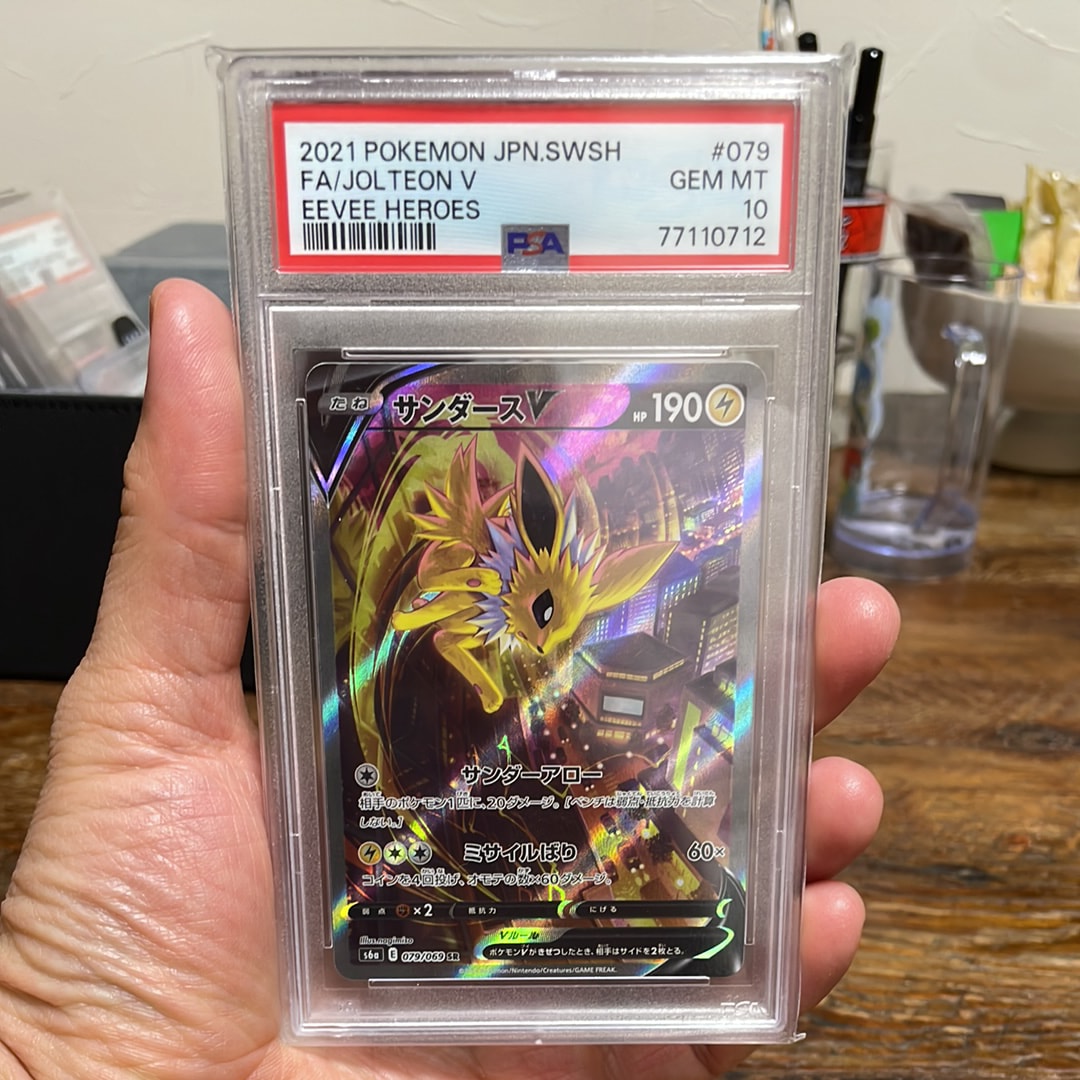 2021 POKEMON JPN.SWSH #079
FA/JOLTEON V GEM MT
EEVEE HEROES 10
PSA 77110712
たね サンダースV HP 190
サンダーアロー
相手のポケモン1匹に、20ダメージ。[ベンチは弱点・抵抗力を計算
しない。]
ミサイルばり 60×
コインを4回投げ、オモテの数×60ダメージ。
弱点 ×2 抵抗力 にげる
Vルール
ポケモンVがきぜつしたとき、相手はサイドを2枚とる。
Illus.nagimiso
s6a E 079/069 SR
Pokémon/Nintendo/Creatures/GAME FREAK.
PSA